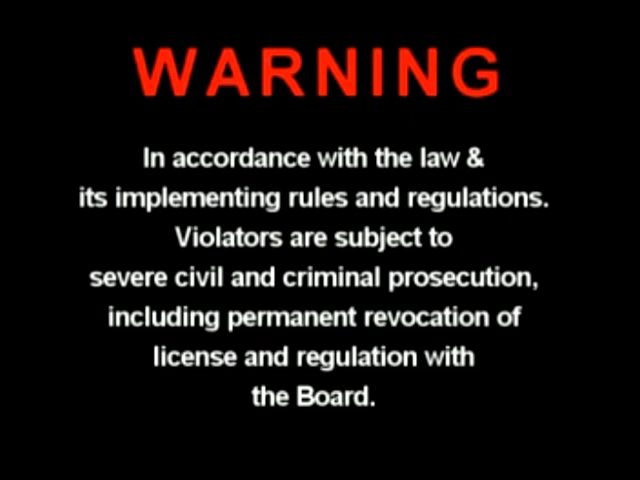 WARNING
In accordance with the law &
its implementing rules and regulations.
Violators are subject to
severe civil and criminal prosecution,
including permanent revocation of
license and regulation with
the Board.